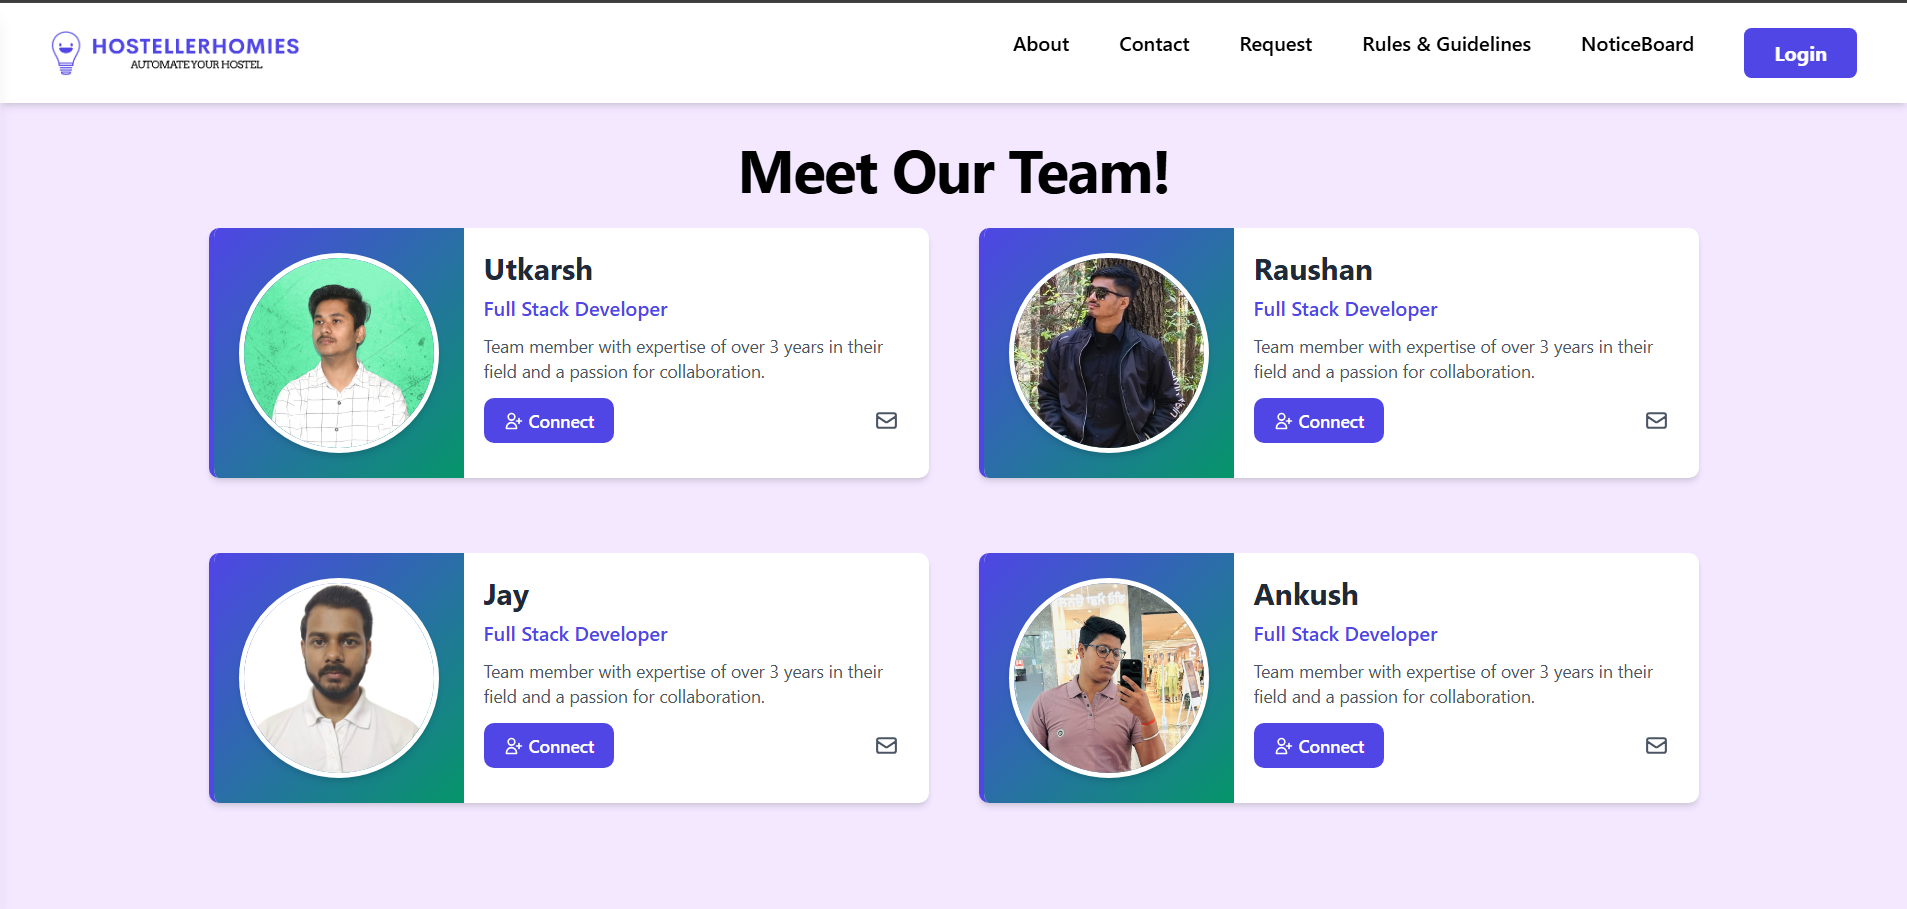 HOSTELLERHOMIES
AUTOMATE YOUR HOSTEL
About Contact Request Rules & Guidelines NoticeBoard Login
Meet Our Team!
Utkarsh
Full Stack Developer
Team member with expertise of over 3 years in their
field and a passion for collaboration.
Connect
Raushan
Full Stack Developer
Team member with expertise of over 3 years in their
field and a passion for collaboration.
Connect
Jay
Full Stack Developer
Team member with expertise of over 3 years in their
field and a passion for collaboration.
Connect
Ankush
Full Stack Developer
Team member with expertise of over 3 years in their
field and a passion for collaboration.
Connect